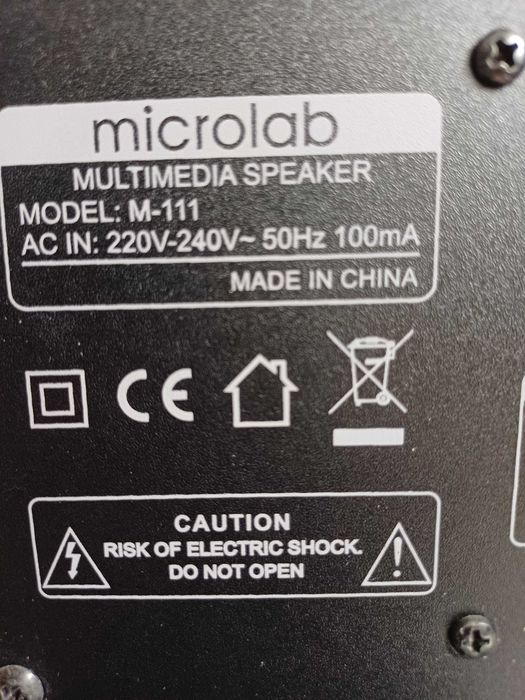 microlab
MULTIMEDIA SPEAKER
MODEL: M-111
AC IN: 220V-240V~ 50Hz 100mA
MADE IN CHINA
CE
CAUTION
RISK OF ELECTRIC SHOCK.
DO NOT OPEN